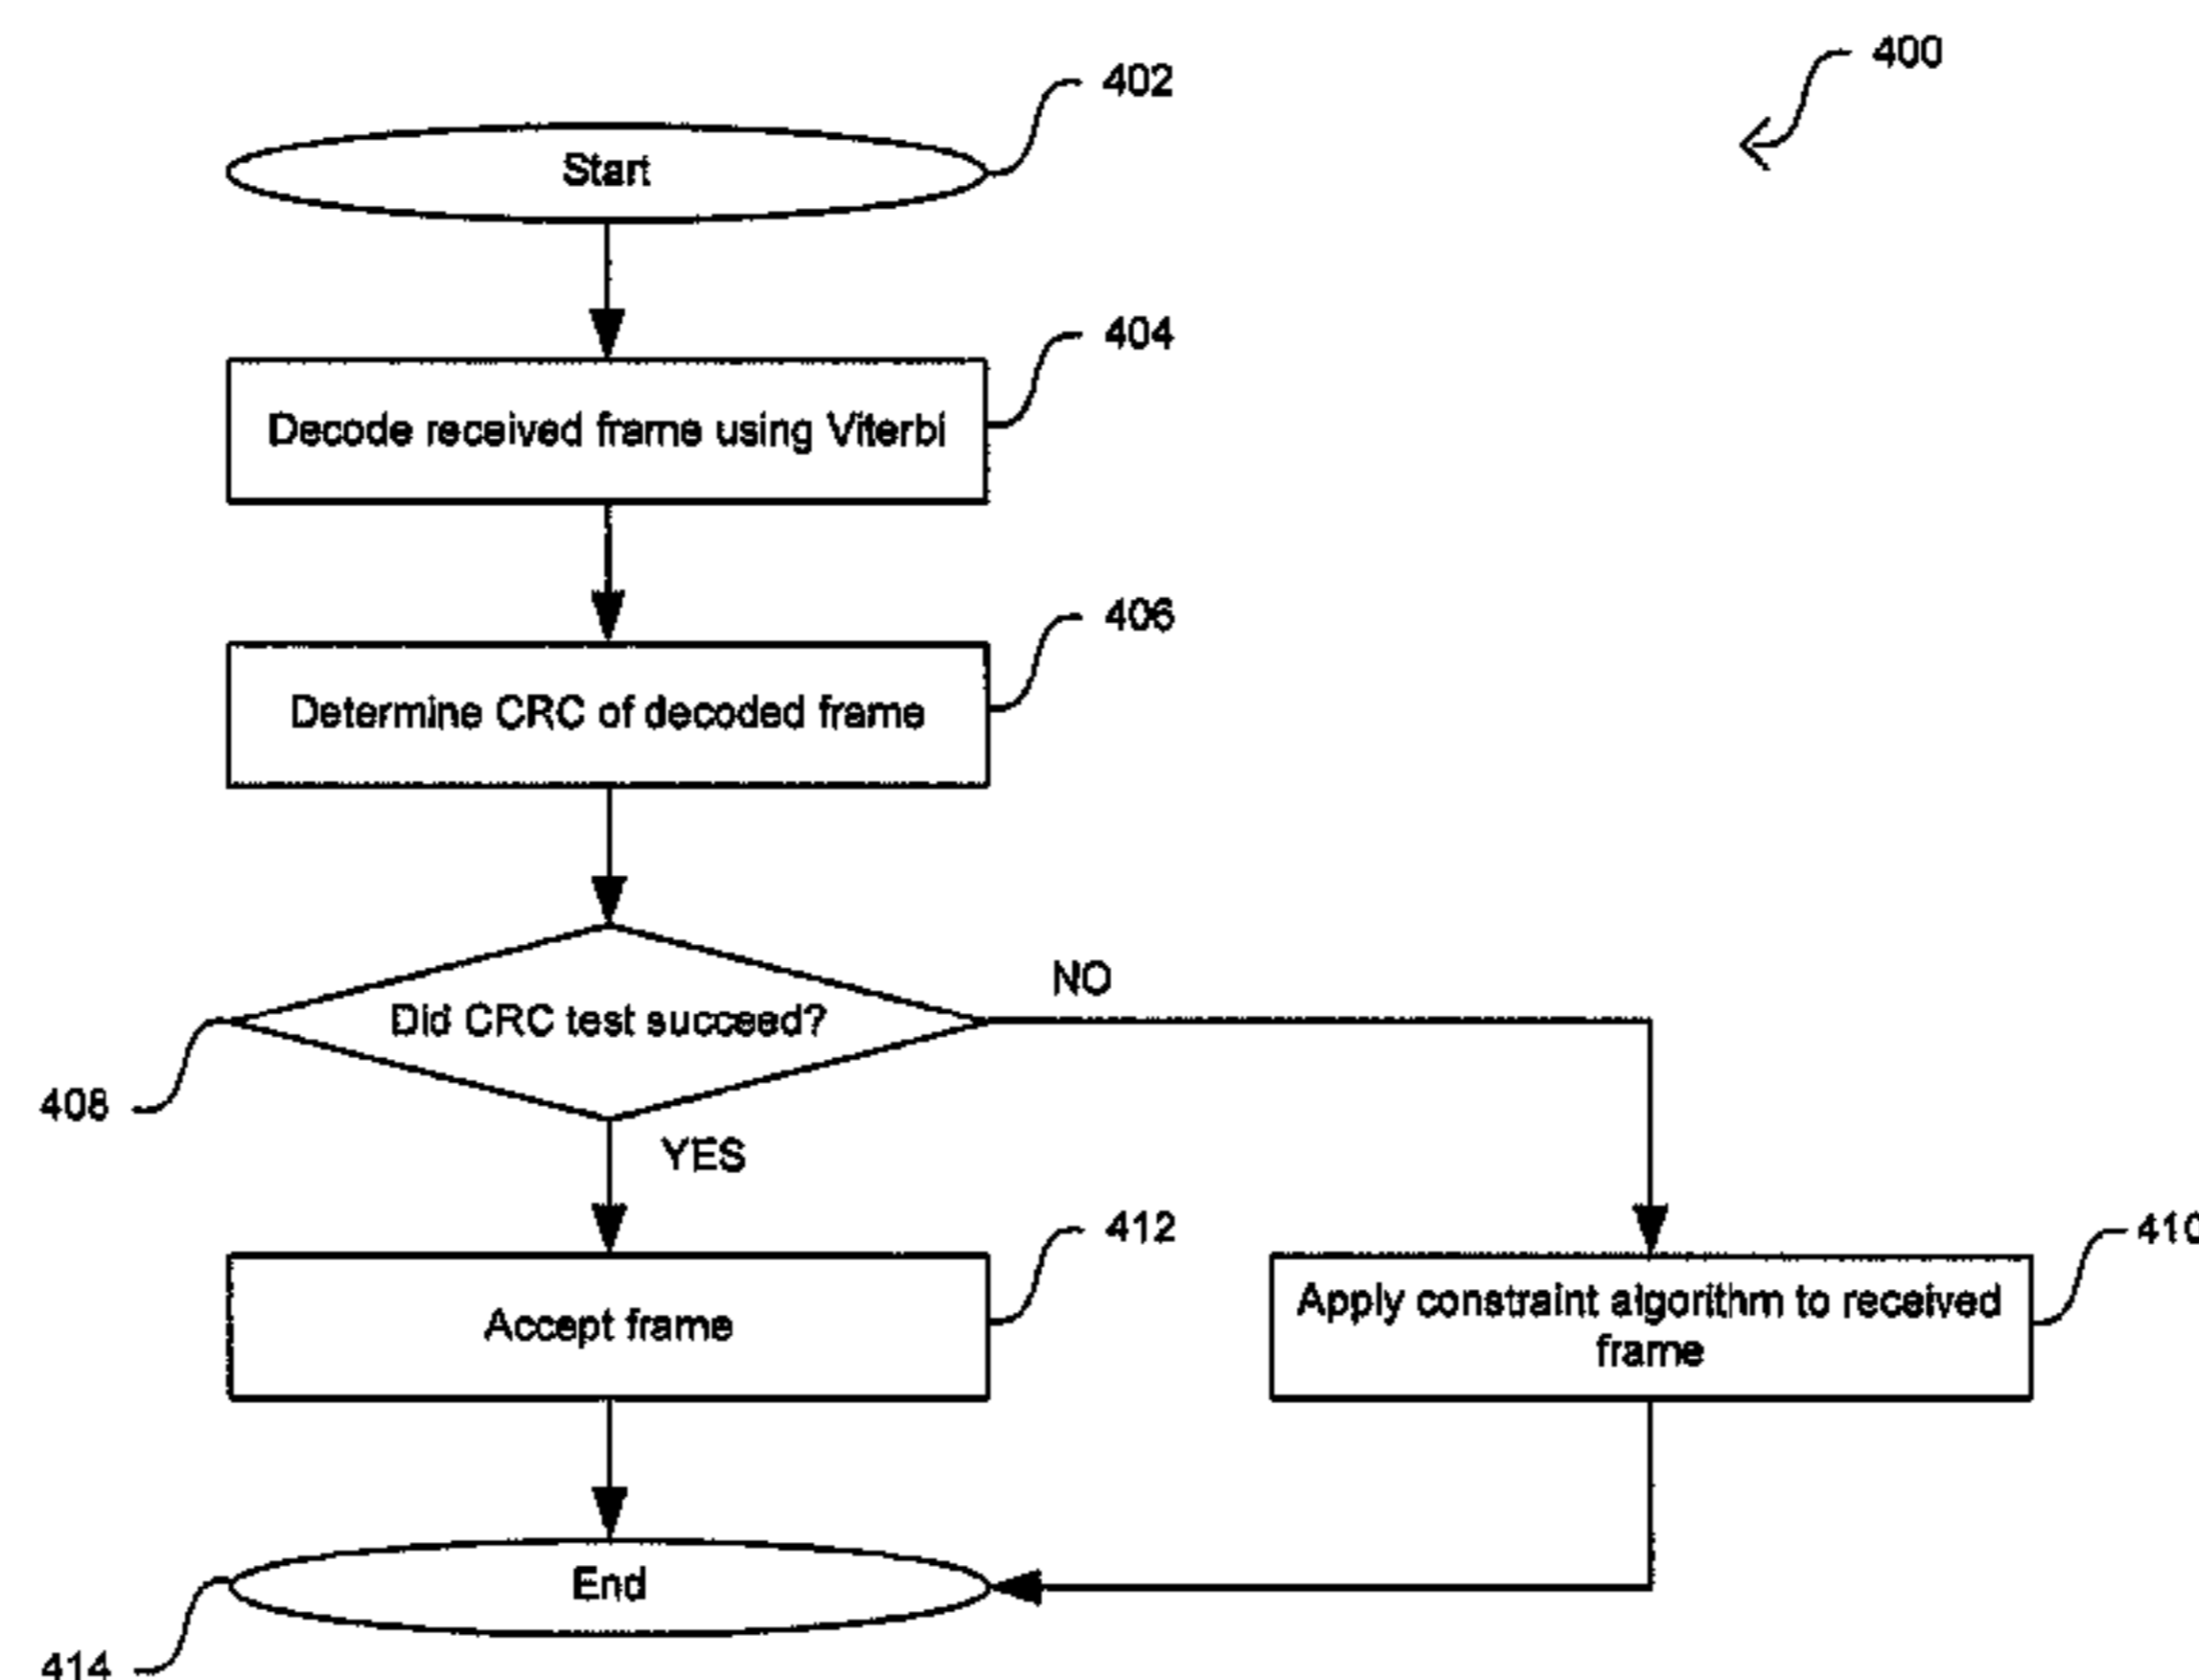 400
402
Start
404
Decode received frame using Viterbi
406
Determine CRC of decoded frame
NO
Did CRC test succeed?
408
YES
412
410
Accept frame
Apply constraint algorithm to received
frame
End
414